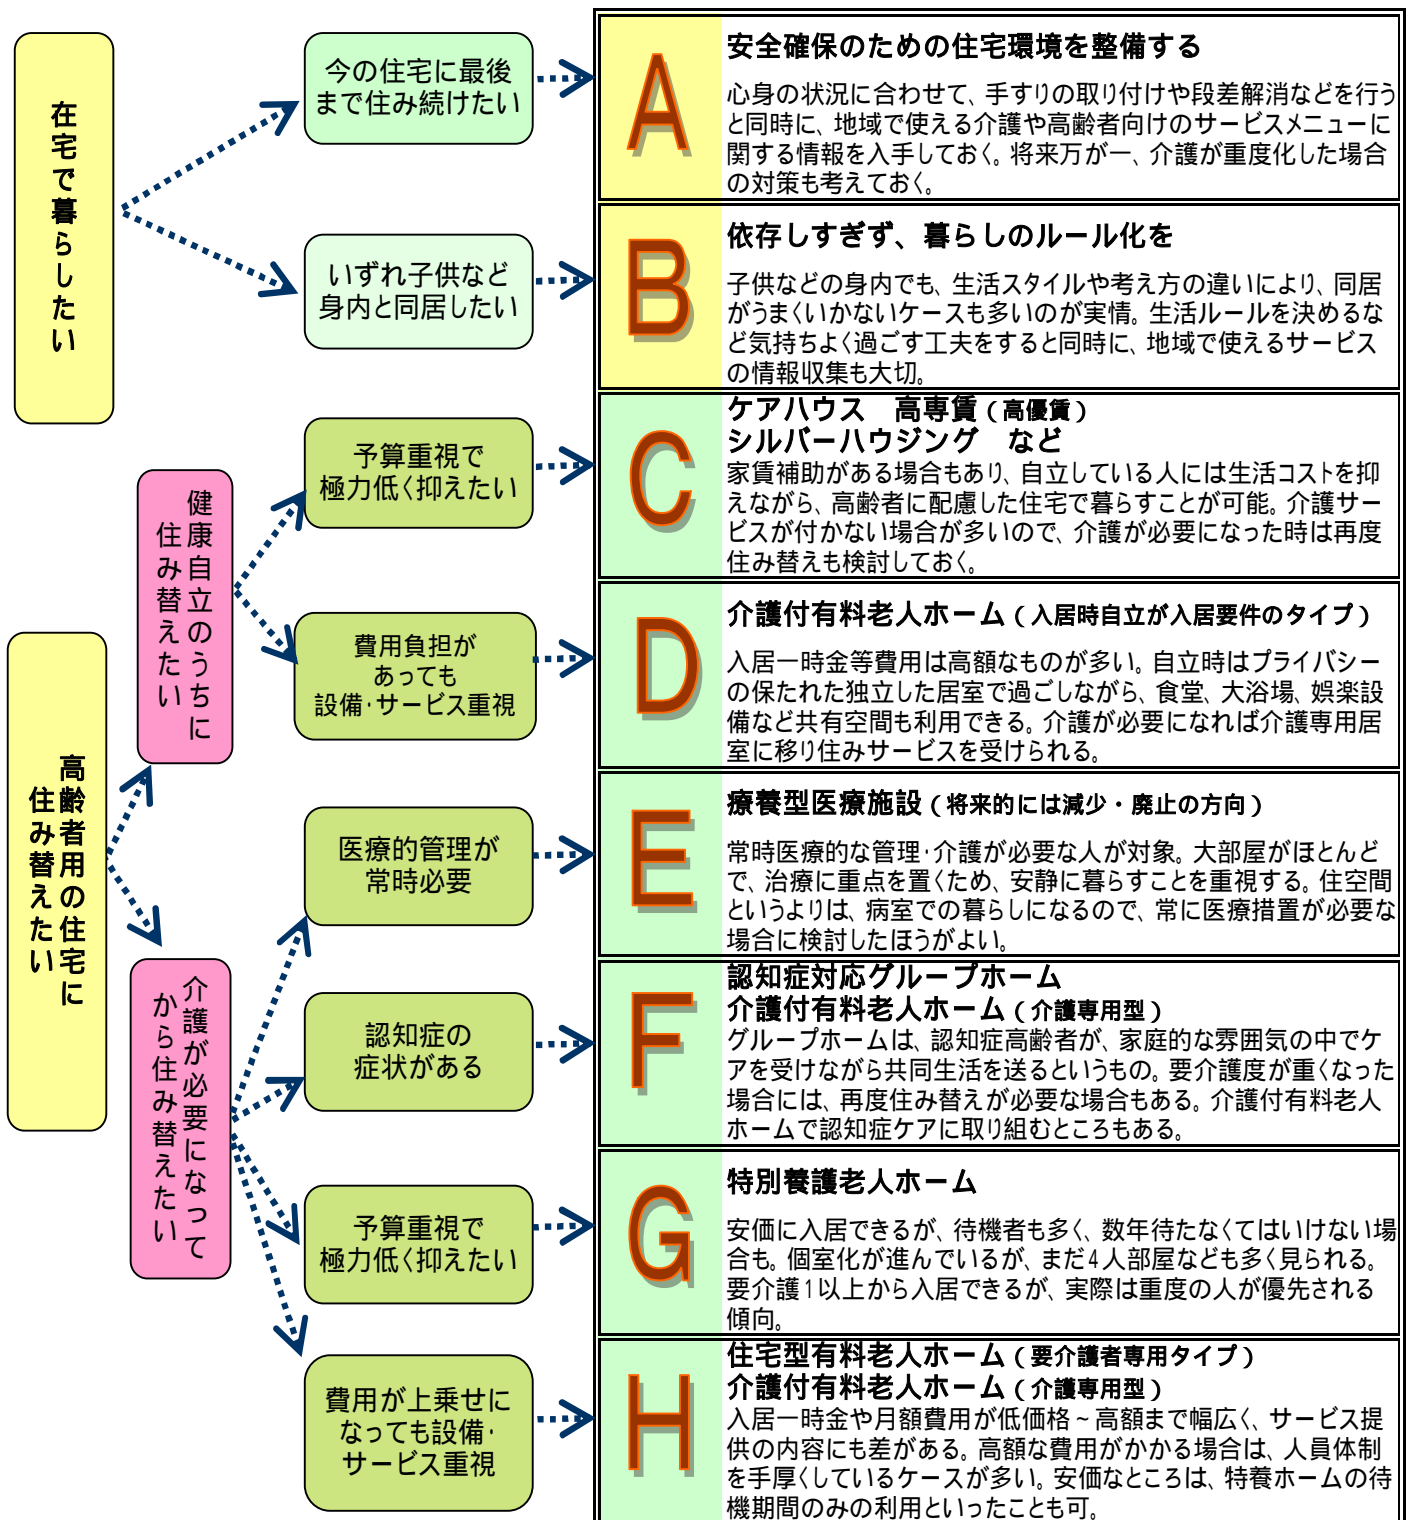 在宅で暮らしたい
今の住宅に最後
まで住み続けたい
いずれ子供など
身内と同居したい
高齢者用の住宅に
住み替えたい
健康自立のうちに
住み替えたい
予算重視で
極力低く抑えたい
費用負担が
あっても
設備・サービス重視
介護が必要になって
から住み替えたい
医療的管理が
常時必要
認知症の
症状がある
予算重視で
極力低く抑えたい
費用が上乗せに
なっても設備・
サービス重視
A
安全確保のための住宅環境を整備する
心身の状況に合わせて、手すりの取り付けや段差解消などを行う
と同時に、地域で使える介護や高齢者向けのサービスメニューに
関する情報を入手しておく。将来万が一、介護が重度化した場合
の対策も考えておく。
B
依存しすぎず、暮らしのルール化を
子供などの身内でも、生活スタイルや考え方の違いにより、同居
がうまくいかないケースも多いのが実情。生活ルールを決めるな
ど気持ちよく過ごす工夫をすると同時に、地域で使えるサービス
の情報収集も大切。
C
ケアハウス　高専賃（高優賃）
シルバーハウジング　など
家賃補助がある場合もあり、自立している人には生活コストを抑
えながら、高齢者に配慮した住宅で暮らすことが可能。介護サー
ビスが付かない場合が多いので、介護が必要になった時は再度
住み替えも検討しておく。
D
介護付有料老人ホーム（入居時自立が入居要件のタイプ）
入居一時金等費用は高額なものが多い。自立時はプライバシー
の保たれた独立した居室で過ごしながら、食堂、大浴場、娯楽設
備など共有空間も利用できる。介護が必要になれば介護専用居
室に移り住みサービスを受けられる。
E
療養型医療施設（将来的には減少・廃止の方向）
常時医療的な管理・介護が必要な人が対象。大部屋がほとんど
で、治療に重点を置くため、安静に暮らすことを重視する。住空間
というよりは、病室での暮らしになるので、常に医療措置が必要な
場合に検討したほうがよい。
F
認知症対応グループホーム
介護付有料老人ホーム（介護専用型）
グループホームは、認知症高齢者が、家庭的な雰囲気の中でケ
アを受けながら共同生活を送るというもの。要介護度が重くなった
場合には、再度住み替えが必要な場合もある。介護付有料老人
ホームで認知症ケアに取り組むところもある。
G
特別養護老人ホーム
安価に入居できるが、待機者も多く、数年待たなくてはいけない場
合も。個室化が進んでいるが、まだ4人部屋なども多く見られる。
要介護1以上から入居できるが、実際は重度の人が優先される
傾向。
H
住宅型有料老人ホーム（要介護者専用タイプ）
介護付有料老人ホーム（介護専用型）
入居一時金や月額費用が低価格～高額まで幅広く、サービス提
供の内容にも差がある。高額な費用がかかる場合は、人員体制
を手厚くしているケースが多い。安価なところは、特養ホームの待
機期間のみの利用といったことも可。